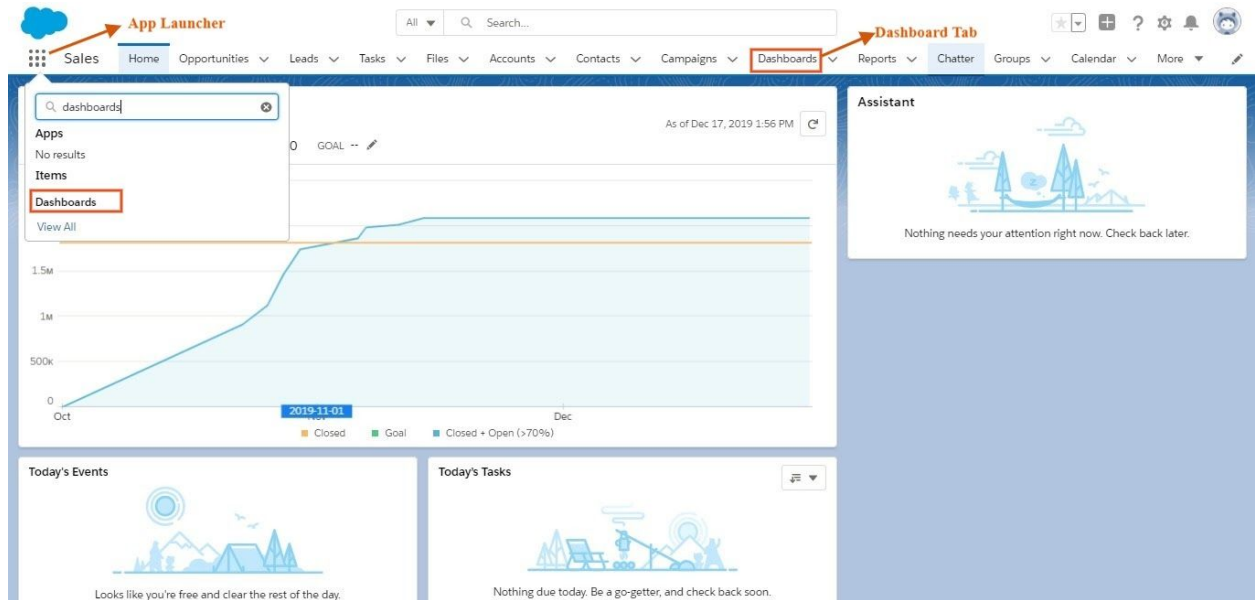 App Launcher
All
Search...
Dashboard Tab
Sales
Home
Opportunities
Leads
Tasks
Files
Accounts
Contacts
Campaigns
Dashboards
Reports
Chatter
Groups
Calendar
More
dashboards
Apps
No results
Items
Dashboards
View All
0
GOAL --
As of Dec 17, 2019 1:56 PM
1.5M
1M
500K
0
Oct
2019-11-01
Dec
Closed
Goal
Closed + Open (>70%)
Assistant
Nothing needs your attention right now. Check back later.
Today's Events
Looks like you're free and clear the rest of the day.
Today's Tasks
Nothing due today. Be a go-getter, and check back soon.